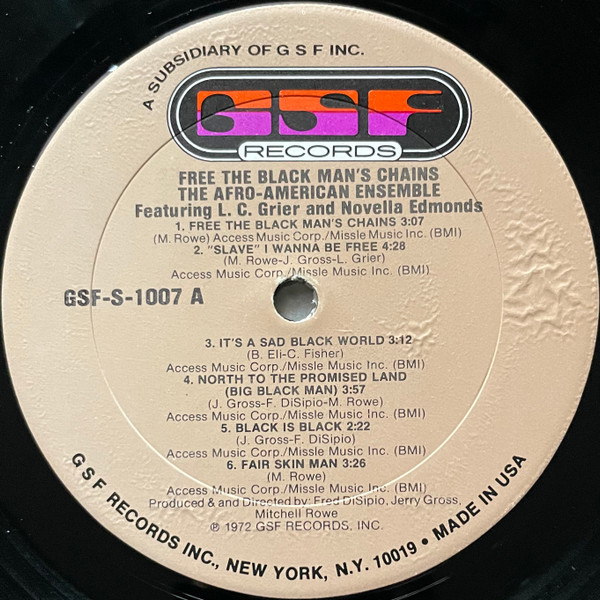 A SUBSIDIARY OF G S F INC.
GSF
RECORDS
FREE THE BLACK MAN'S CHAINS
THE AFRO-AMERICAN ENSEMBLE
Featuring L. C. Grier and Novella Edmonds
1. FREE THE BLACK MAN'S CHAINS 3:07
(M. Rowe) Access Music Corp./Missle Music Inc. (BMI)
2. "SLAVE" I WANNA BE FREE 4:28
(M. Rowe-J. Gross-L. Grier)
Access Music Corp./Missle Music Inc. (BMI)
GSF-S-1007 A
3. IT'S A SAD BLACK WORLD 3:12
(B. Eli-C. Fisher)
Access Music Corp./Missle Music Inc. (BMI)
4. NORTH TO THE PROMISED LAND
(BIG BLACK MAN) 3:57
(J. Gross-F. DiSipio-M. Rowe)
Access Music Corp./Missle Music Inc. (BMI)
5. BLACK IS BLACK 2:22
(J. Gross-F. DiSipio)
Access Music Corp./Missle Music Inc. (BMI)
6. FAIR SKIN MAN 3:26
(M. Rowe)
Access Music Corp./Missle Music Inc. (BMI)
Produced & and Directed by: Fred DiSipio, Jerry Gross,
Mitchell Rowe
℗ 1972 GSF RECORDS, INC.
G S F RECORDS INC., NEW YORK, N.Y. 10019 • MADE IN USA